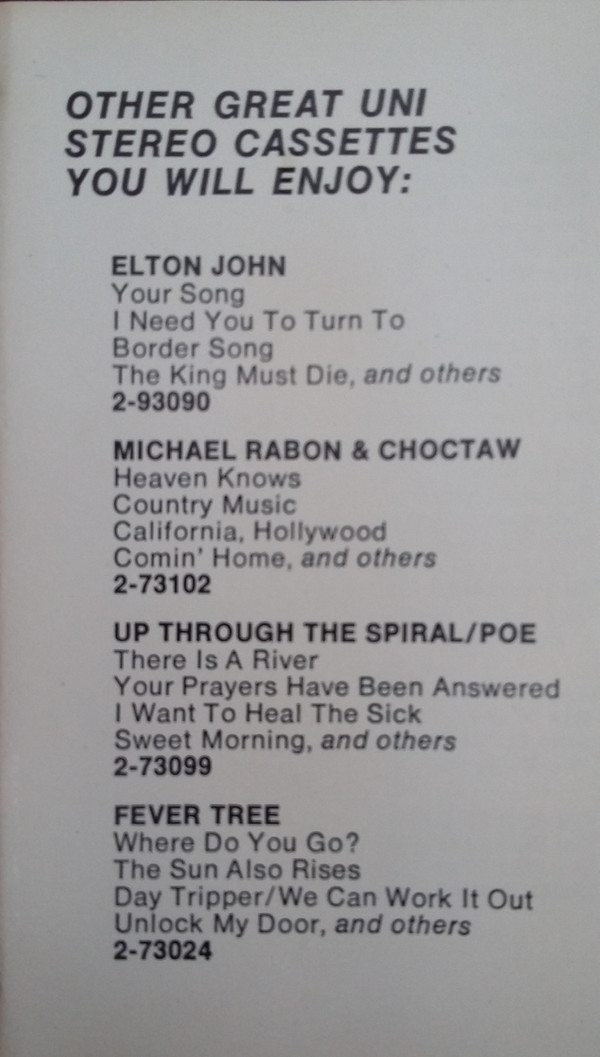 OTHER GREAT UNI
STEREO CASSETTES
YOU WILL ENJOY:
ELTON JOHN
Your Song
I Need You To Turn To
Border Song
The King Must Die, and others
2-93090
MICHAEL RABON & CHOCTAW
Heaven Knows
Country Music
California, Hollywood
Comin' Home, and others
2-73102
UP THROUGH THE SPIRAL/POE
There Is A River
Your Prayers Have Been Answered
I Want To Heal The Sick
Sweet Morning, and others
2-73099
FEVER TREE
Where Do You Go?
The Sun Also Rises
Day Tripper/We Can Work It Out
Unlock My Door, and others
2-73024